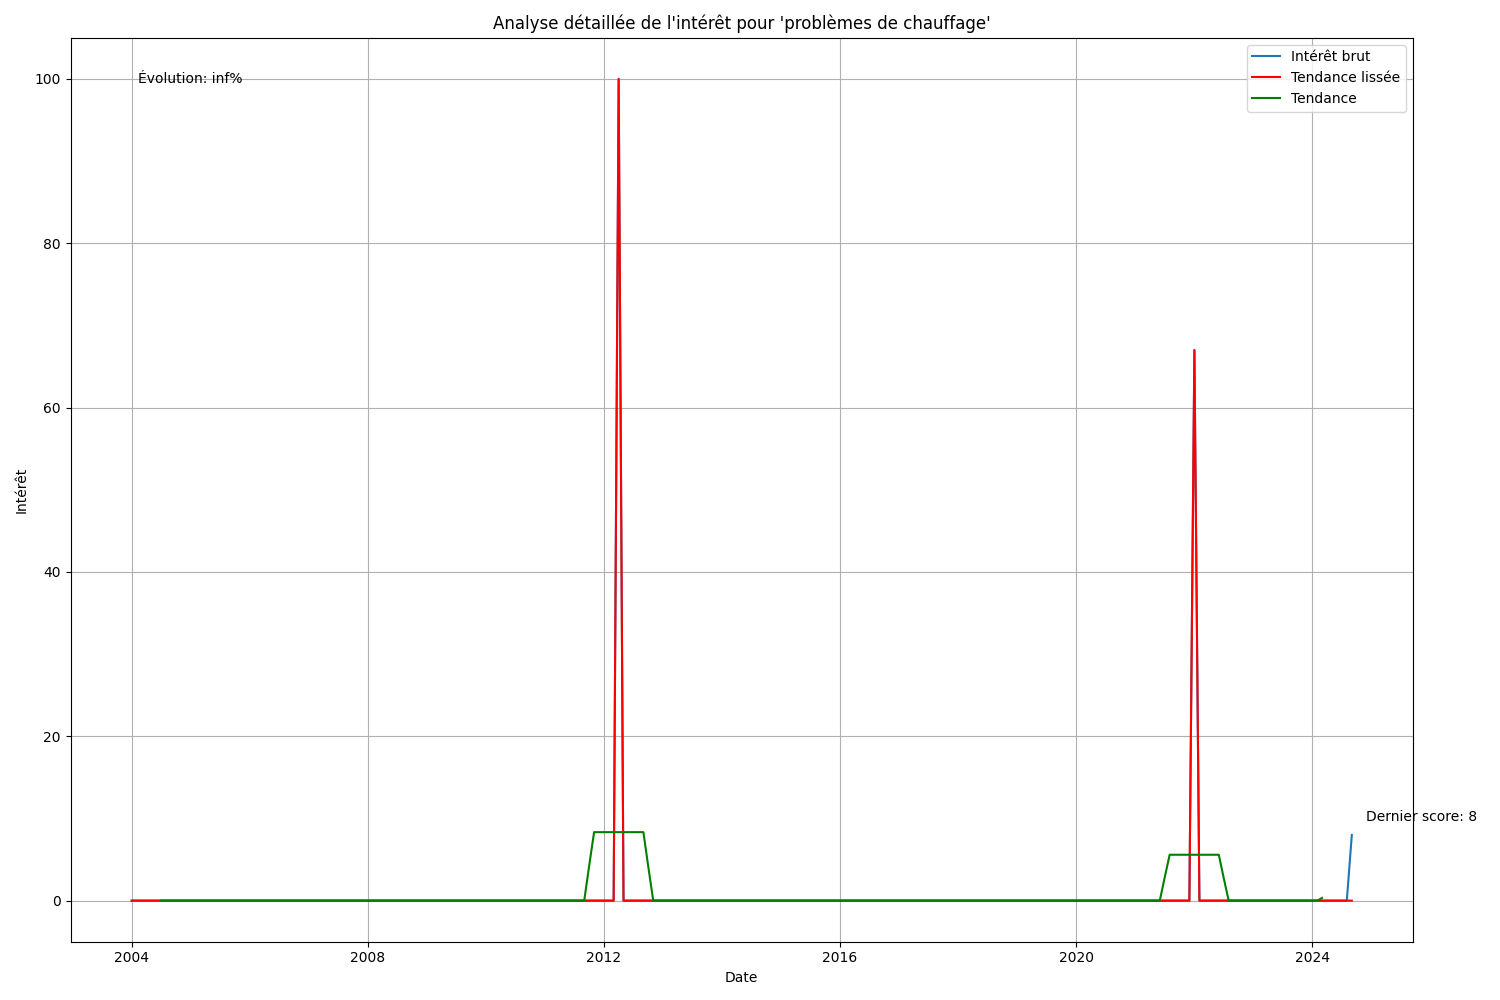 Analyse détaillée de l'intérêt pour 'problèmes de chauffage'
Évolution: inf%
Intérêt brut
Tendance lissée
Tendance
100
80
60
40
20
0
Intérêt
Dernier score: 8
2004
2008
2012
2016
2020
2024
Date